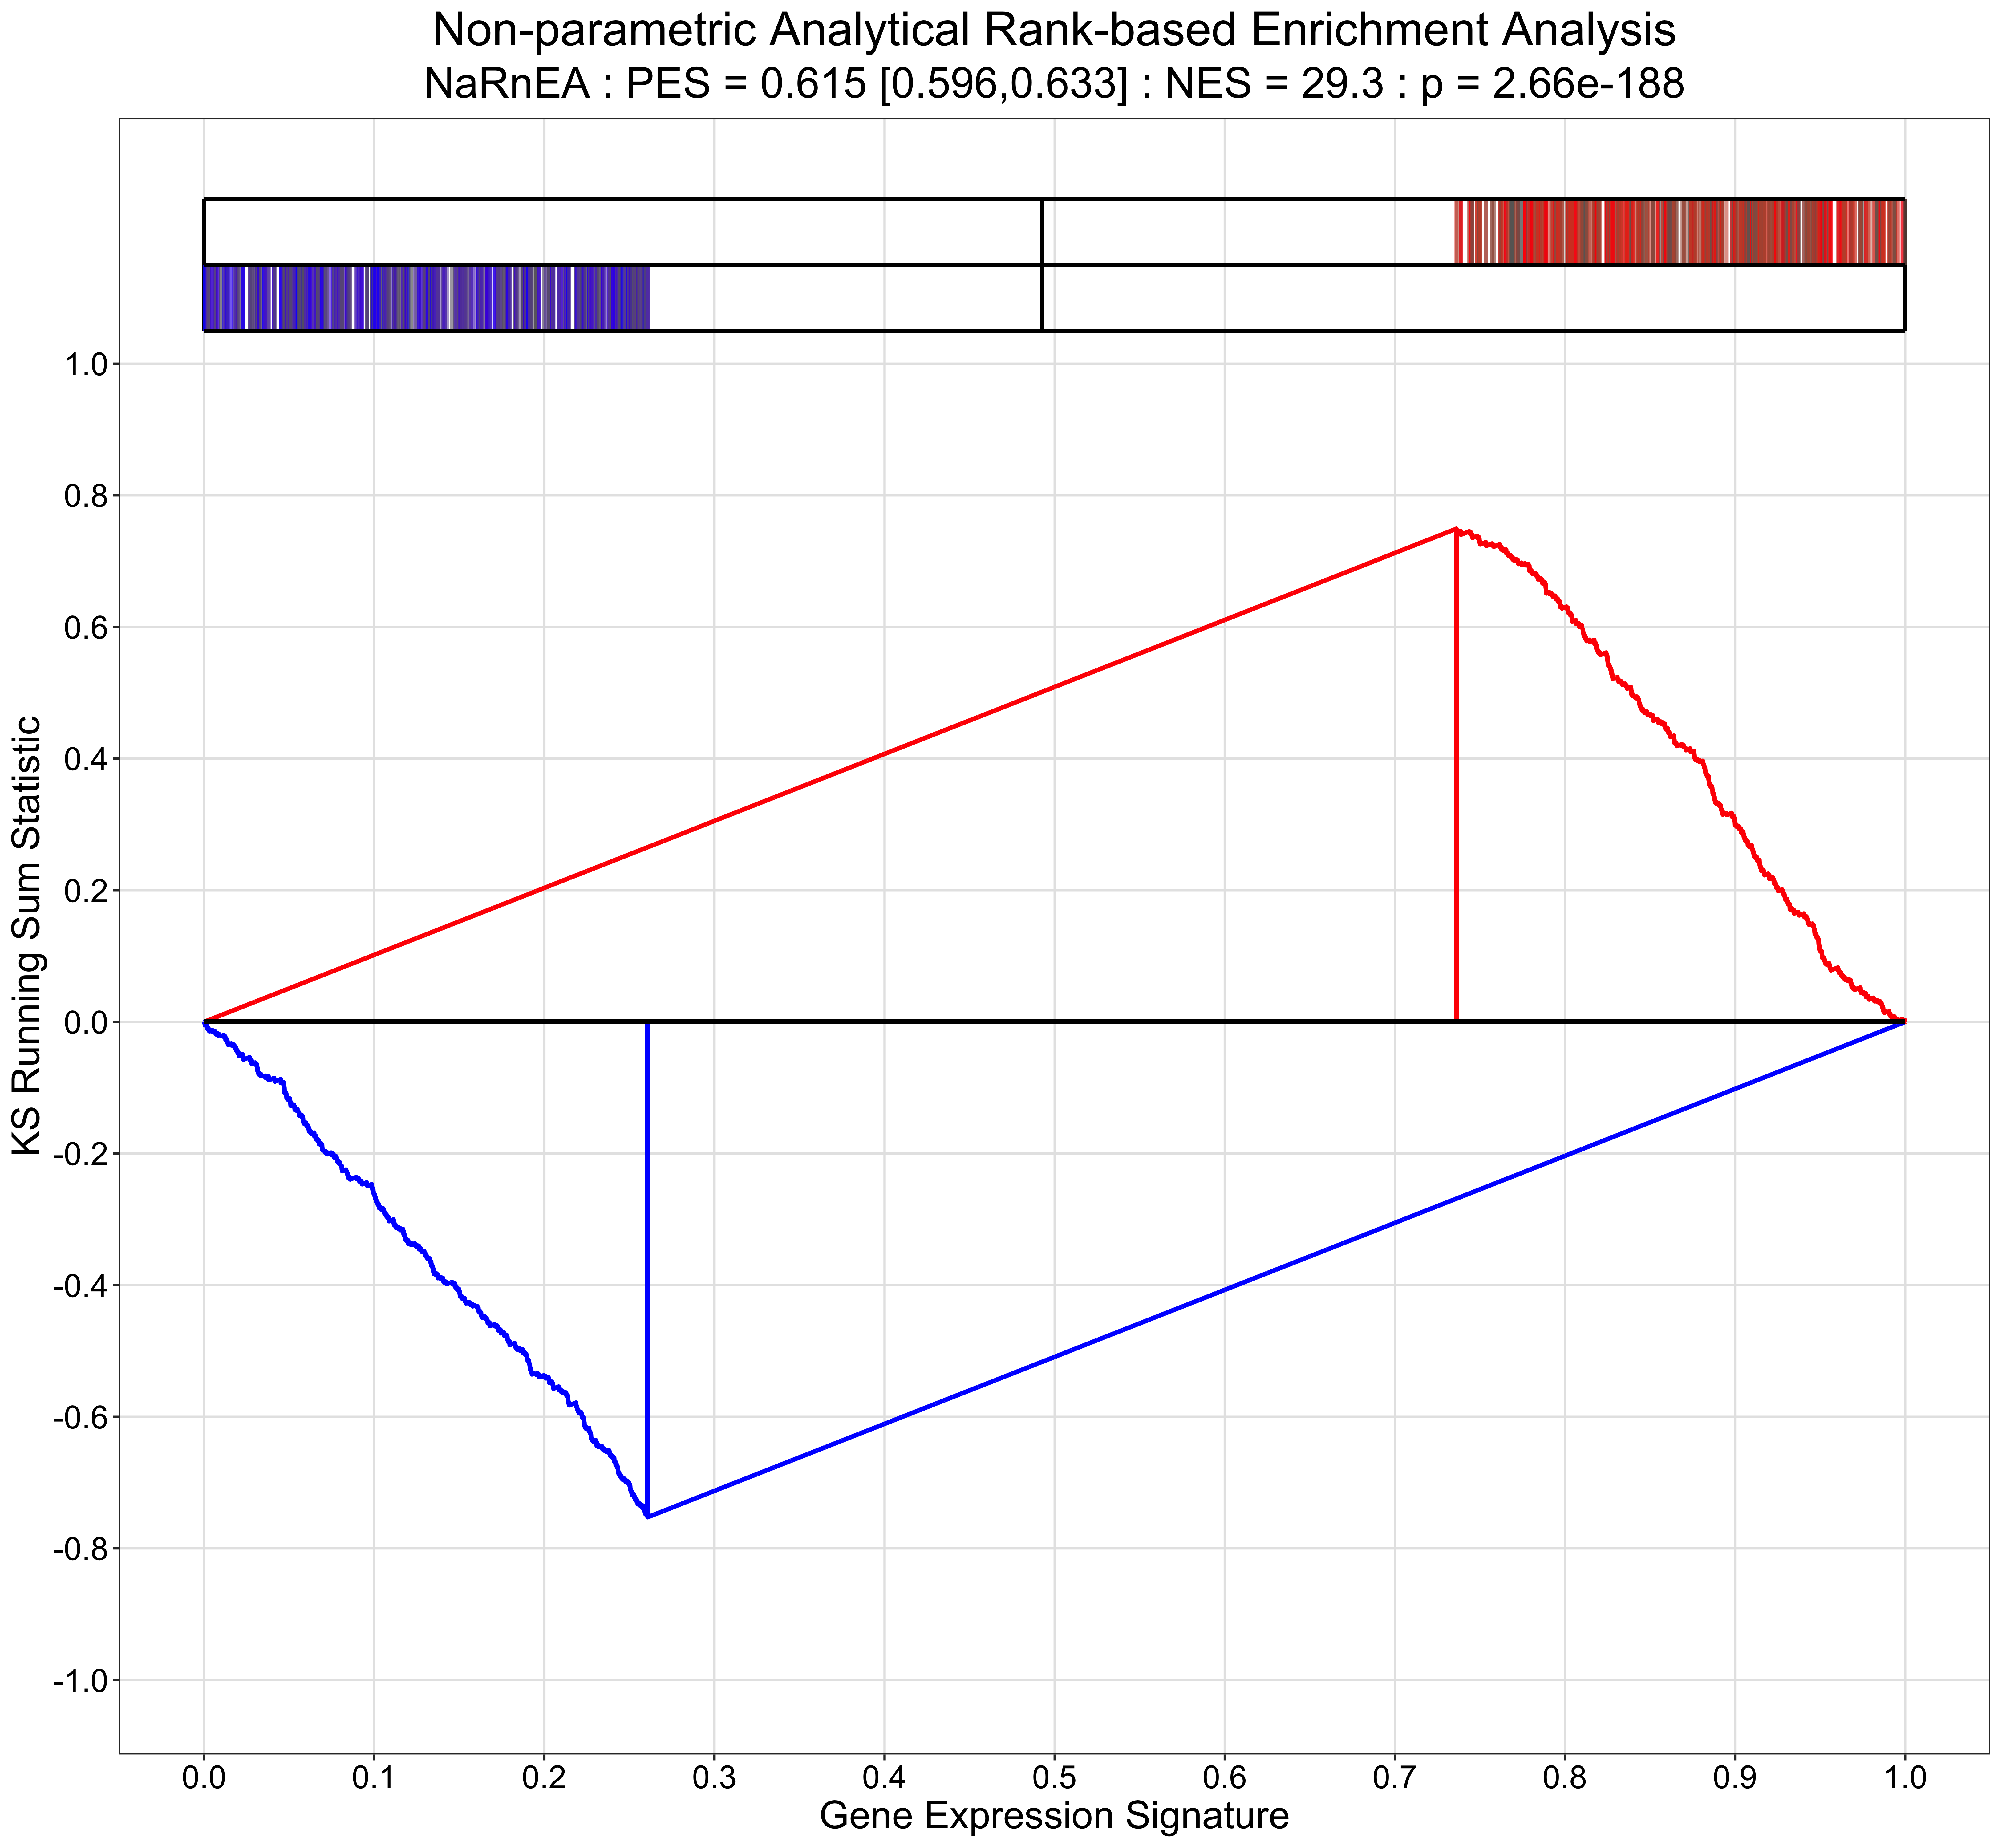 Non-parametric Analytical Rank-based Enrichment Analysis
NaRnEA : PES = 0.615 [0.596,0.633] : NES = 29.3 : p = 2.66e-188
1.0
0.8
0.6
0.4
0.2
0.0
-0.2
-0.4
-0.6
-0.8
-1.0
KS Running Sum Statistic
0.0 0.1 0.2 0.3 0.4 0.5 0.6 0.7 0.8 0.9 1.0
Gene Expression Signature